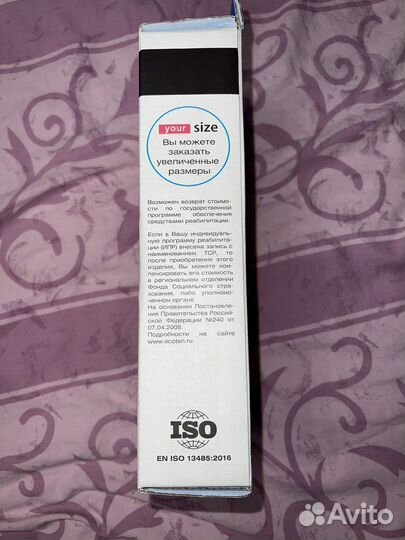 your size
Вы можете
заказать
увеличенные
размеры
Возможен возврат стоимо-
сти по государственной
программе обеспечения
средствами реабилитации.
Если в Вашу индивидуаль-
ную программу реабилита-
ции (ИПР) внесена запись с
наименованием ТСР, то
после приобретения этого
изделия, Вы можете ком-
пенсировать его стоимость
в региональном отделении
Фонда Социального стра-
хования, либо уполномо-
ченном органе.
На основании Постановле-
ния Правительства Россий-
ской Федерации №240 от
07.04.2008.
Подробности на сайте
www.ecoten.ru
ISO
EN ISO 13485:2016
Avito